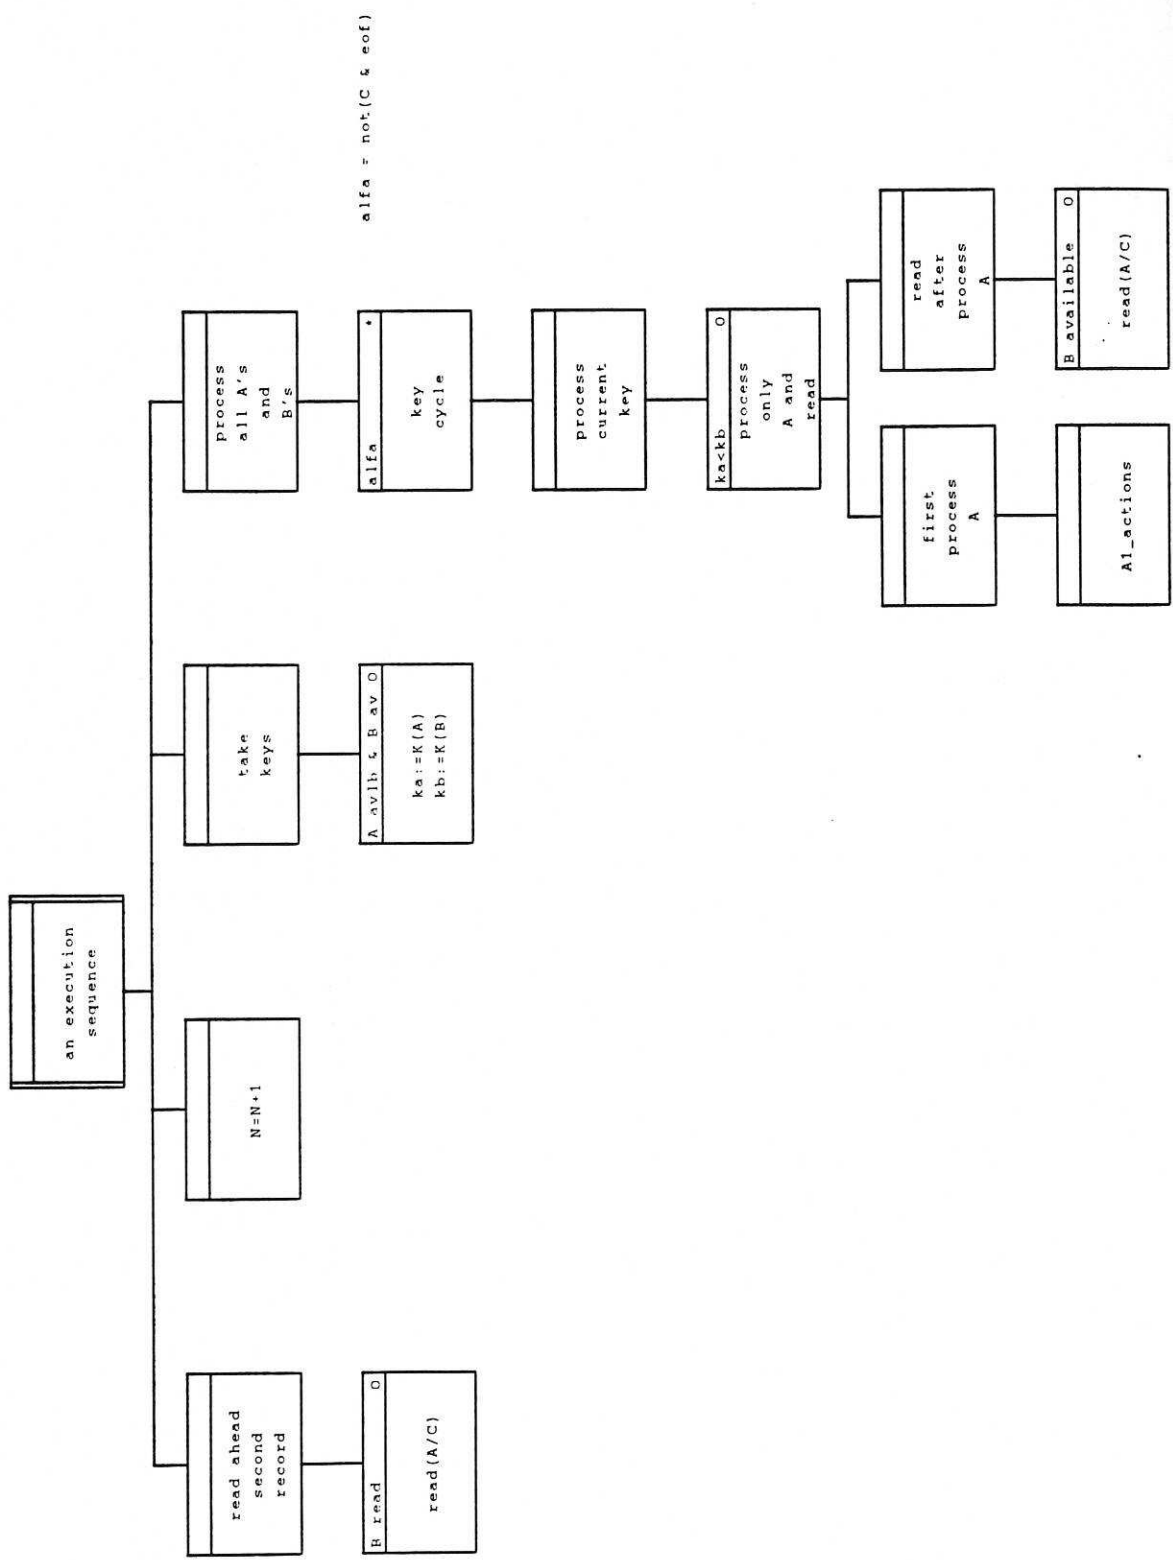 an execution
sequence
read ahead
second
record
N=N+1
take
keys
process
all A's
and
B's
B read O
read(A/C)
A avlb & B av O
ka:=K(A)
kb:=K(B)
alfa *
key
cycle
alfa = not(C & eof)
process
current
key
ka<kb O
process
only
A and
read
first
process
A
read
after
process
A
A1_actions
B available O
read(A/C)